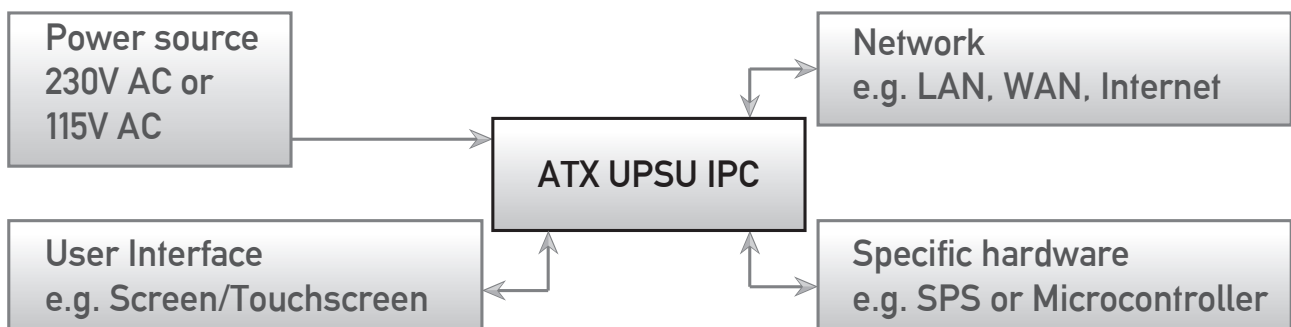 Power source
230V AC or
115V AC
Network
e.g. LAN, WAN, Internet
ATX UPSU IPC
User Interface
e.g. Screen/Touchscreen
Specific hardware
e.g. SPS or Microcontroller